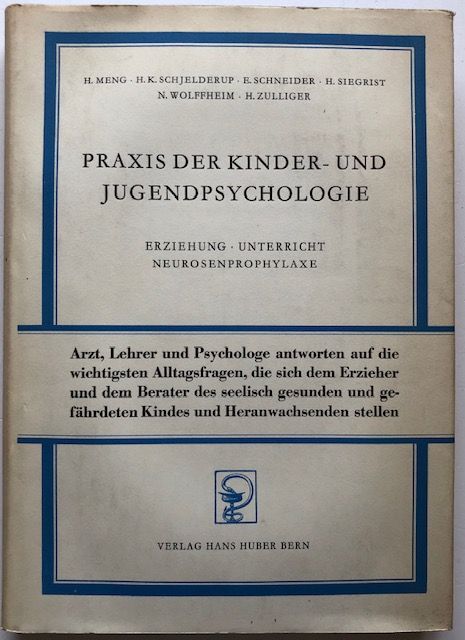 H. MENG · H. K. SCHJELDERUP · E. SCHNEIDER · H. SIEGRIST
N. WOLFFHEIM · H. ZULLIGER
PRAXIS DER KINDER- UND
JUGENDPSYCHOLOGIE
ERZIEHUNG · UNTERRICHT
NEUROSENPROPHYLAXE
Arzt, Lehrer und Psychologe antworten auf die
wichtigsten Alltagsfragen, die sich dem Erzieher
und dem Berater des seelisch gesunden und ge-
fährdeten Kindes und Heranwachsenden stellen
VERLAG HANS HUBER BERN